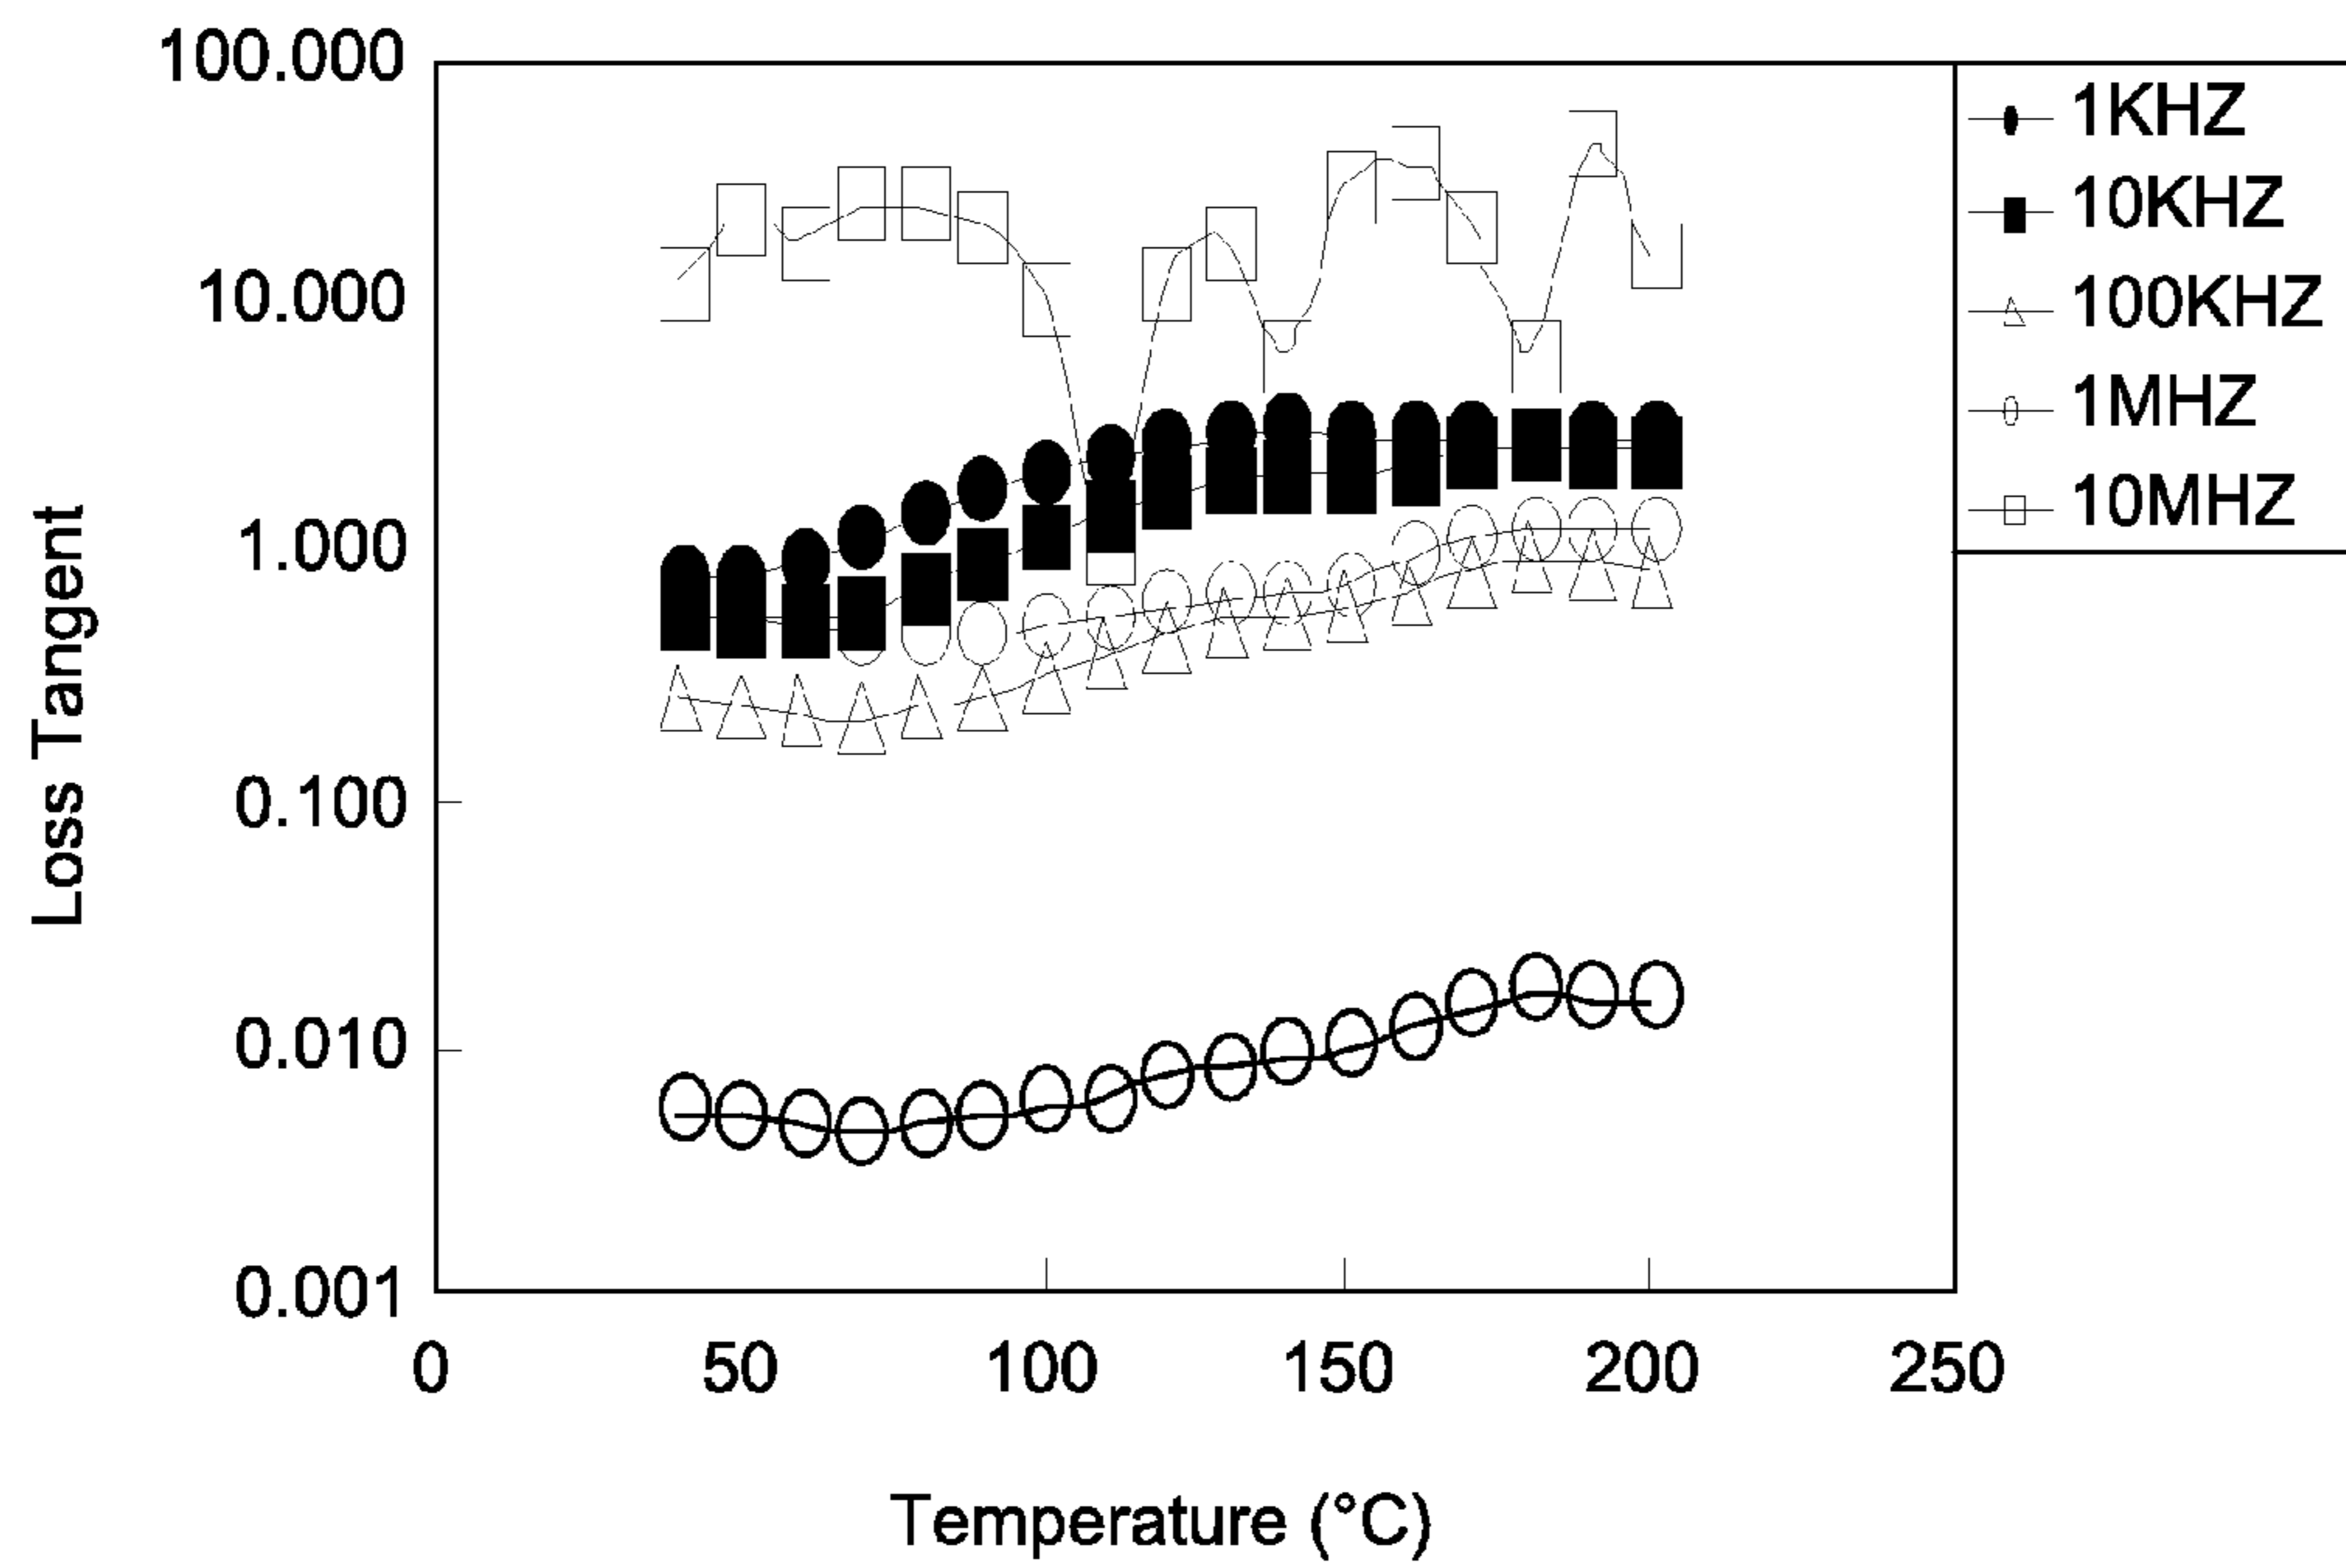 100.000
10.000
1.000
0.100
0.010
0.001
Loss Tangent
0 50 100 150 200 250
Temperature (°C)
1KHZ
10KHZ
100KHZ
1MHZ
10MHZ